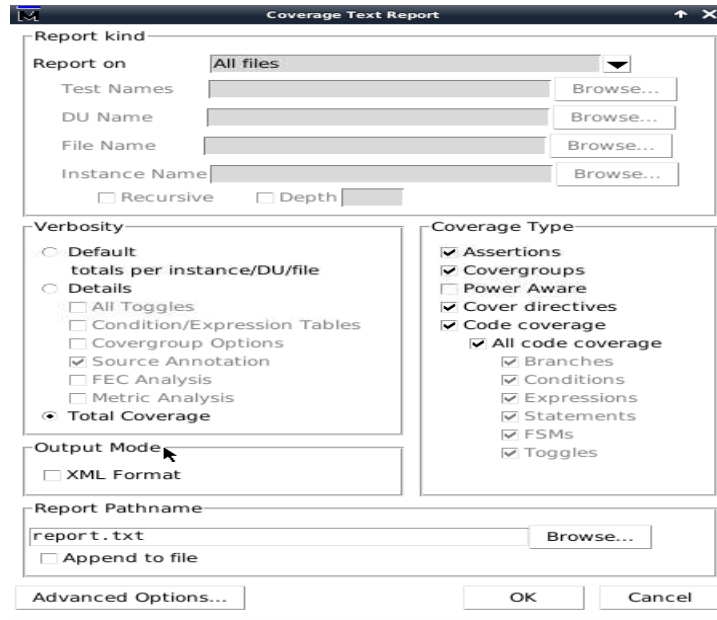 Coverage Text Report
Report kind
Report on All files
Test Names Browse...
DU Name Browse...
File Name Browse...
Instance Name Browse...
Recursive Depth
Verbosity
Default
totals per instance/DU/file
Details
All Toggles
Condition/Expression Tables
Covergroup Options
Source Annotation
FEC Analysis
Metric Analysis
Total Coverage
Coverage Type
Assertions
Covergroups
Power Aware
Cover directives
Code coverage
All code coverage
Branches
Conditions
Expressions
Statements
FSMs
Toggles
Output Mode
XML Format
Report Pathname
report.txt Browse...
Append to file
Advanced Options... OK Cancel